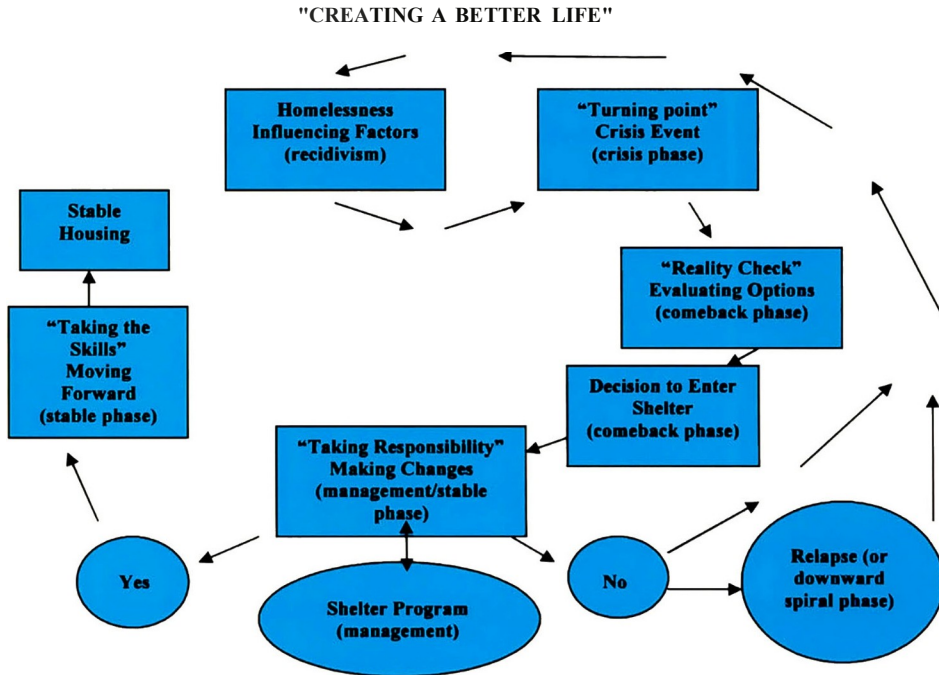 "CREATING A BETTER LIFE"
Homelessness
Influencing Factors
(recidivism)
“Turning point”
Crisis Event
(crisis phase)
Stable
Housing
“Reality Check”
Evaluating Options
(comeback phase)
“Taking the
Skills”
Moving
Forward
(stable phase)
Decision to Enter
Shelter
(comeback phase)
“Taking Responsibility”
Making Changes
(management/stable
phase)
Yes
No
Relapse (or
downward
spiral phase)
Shelter Program
(management)